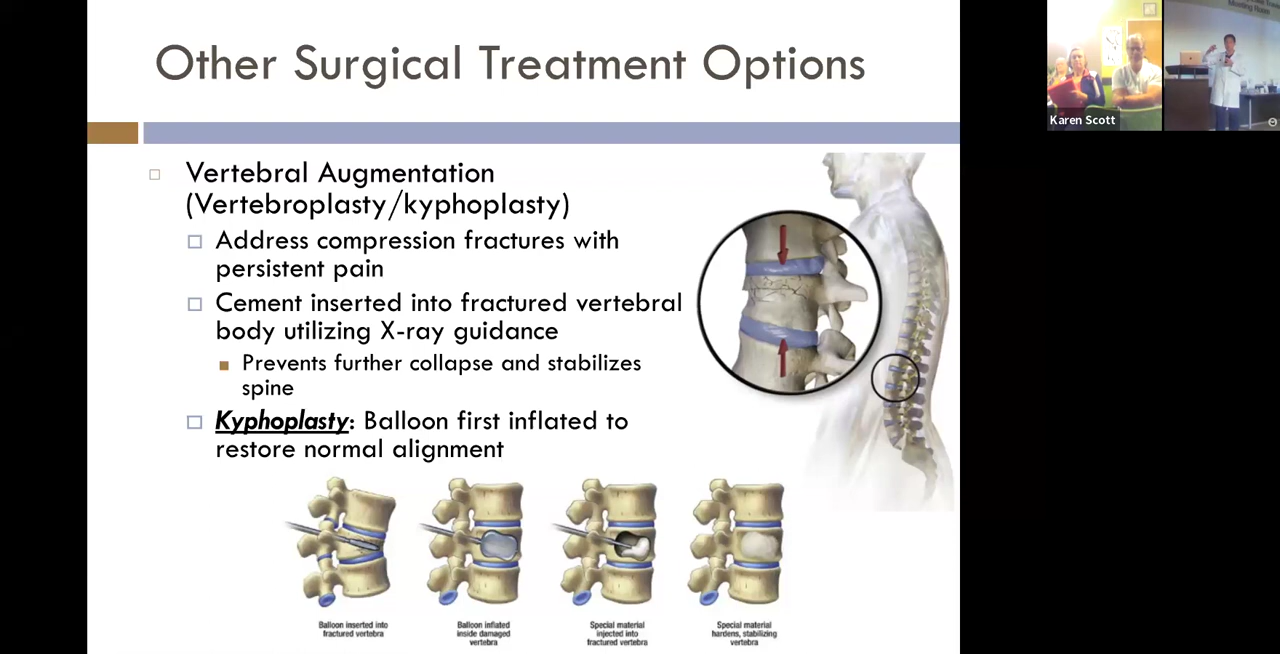 Other Surgical Treatment Options
Vertebral Augmentation
(Vertebroplasty/kyphoplasty)
Address compression fractures with
persistent pain
Cement inserted into fractured vertebral
body utilizing X-ray guidance
Prevents further collapse and stabilizes
spine
Kyphoplasty: Balloon first inflated to
restore normal alignment
Balloon inserted into
fractured vertebra
Balloon inflated
inside damaged
vertebra
Special material
injected into
fractured vertebra
Special material
hardens, stabilizing
vertebra
Karen Scott
Meeting Room